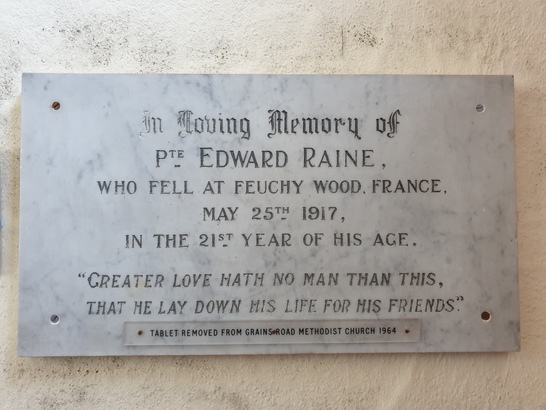 In Loving Memory of
PTE EDWARD RAINE,
WHO FELL AT FEUCHY WOOD, FRANCE,
MAY 25TH 1917,
IN THE 21ST YEAR OF HIS AGE.
"GREATER LOVE HATH NO MAN THAN THIS,
THAT HE LAY DOWN HIS LIFE FOR HIS FRIENDS."
TABLET REMOVED FROM GRAINS ROAD METHODIST CHURCH 1964